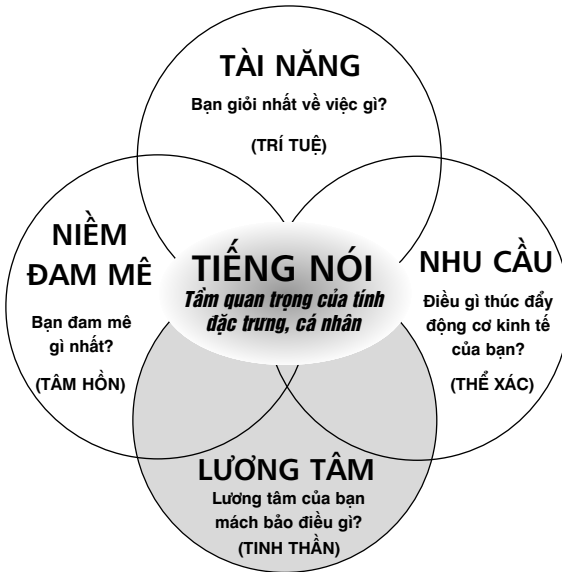 TÀI NĂNG
Bạn giỏi nhất về việc gì?
(TRÍ TUỆ)
NIỀM
ĐAM MÊ
Bạn đam mê
gì nhất?
(TÂM HỒN)
TIẾNG NÓI
Tầm quan trọng của tính
đặc trưng, cá nhân
NHU CẦU
Điều gì thúc đẩy
động cơ kinh tế
của bạn?
(THỂ XÁC)
LƯƠNG TÂM
Lương tâm của bạn
mách bảo điều gì?
(TINH THẦN)